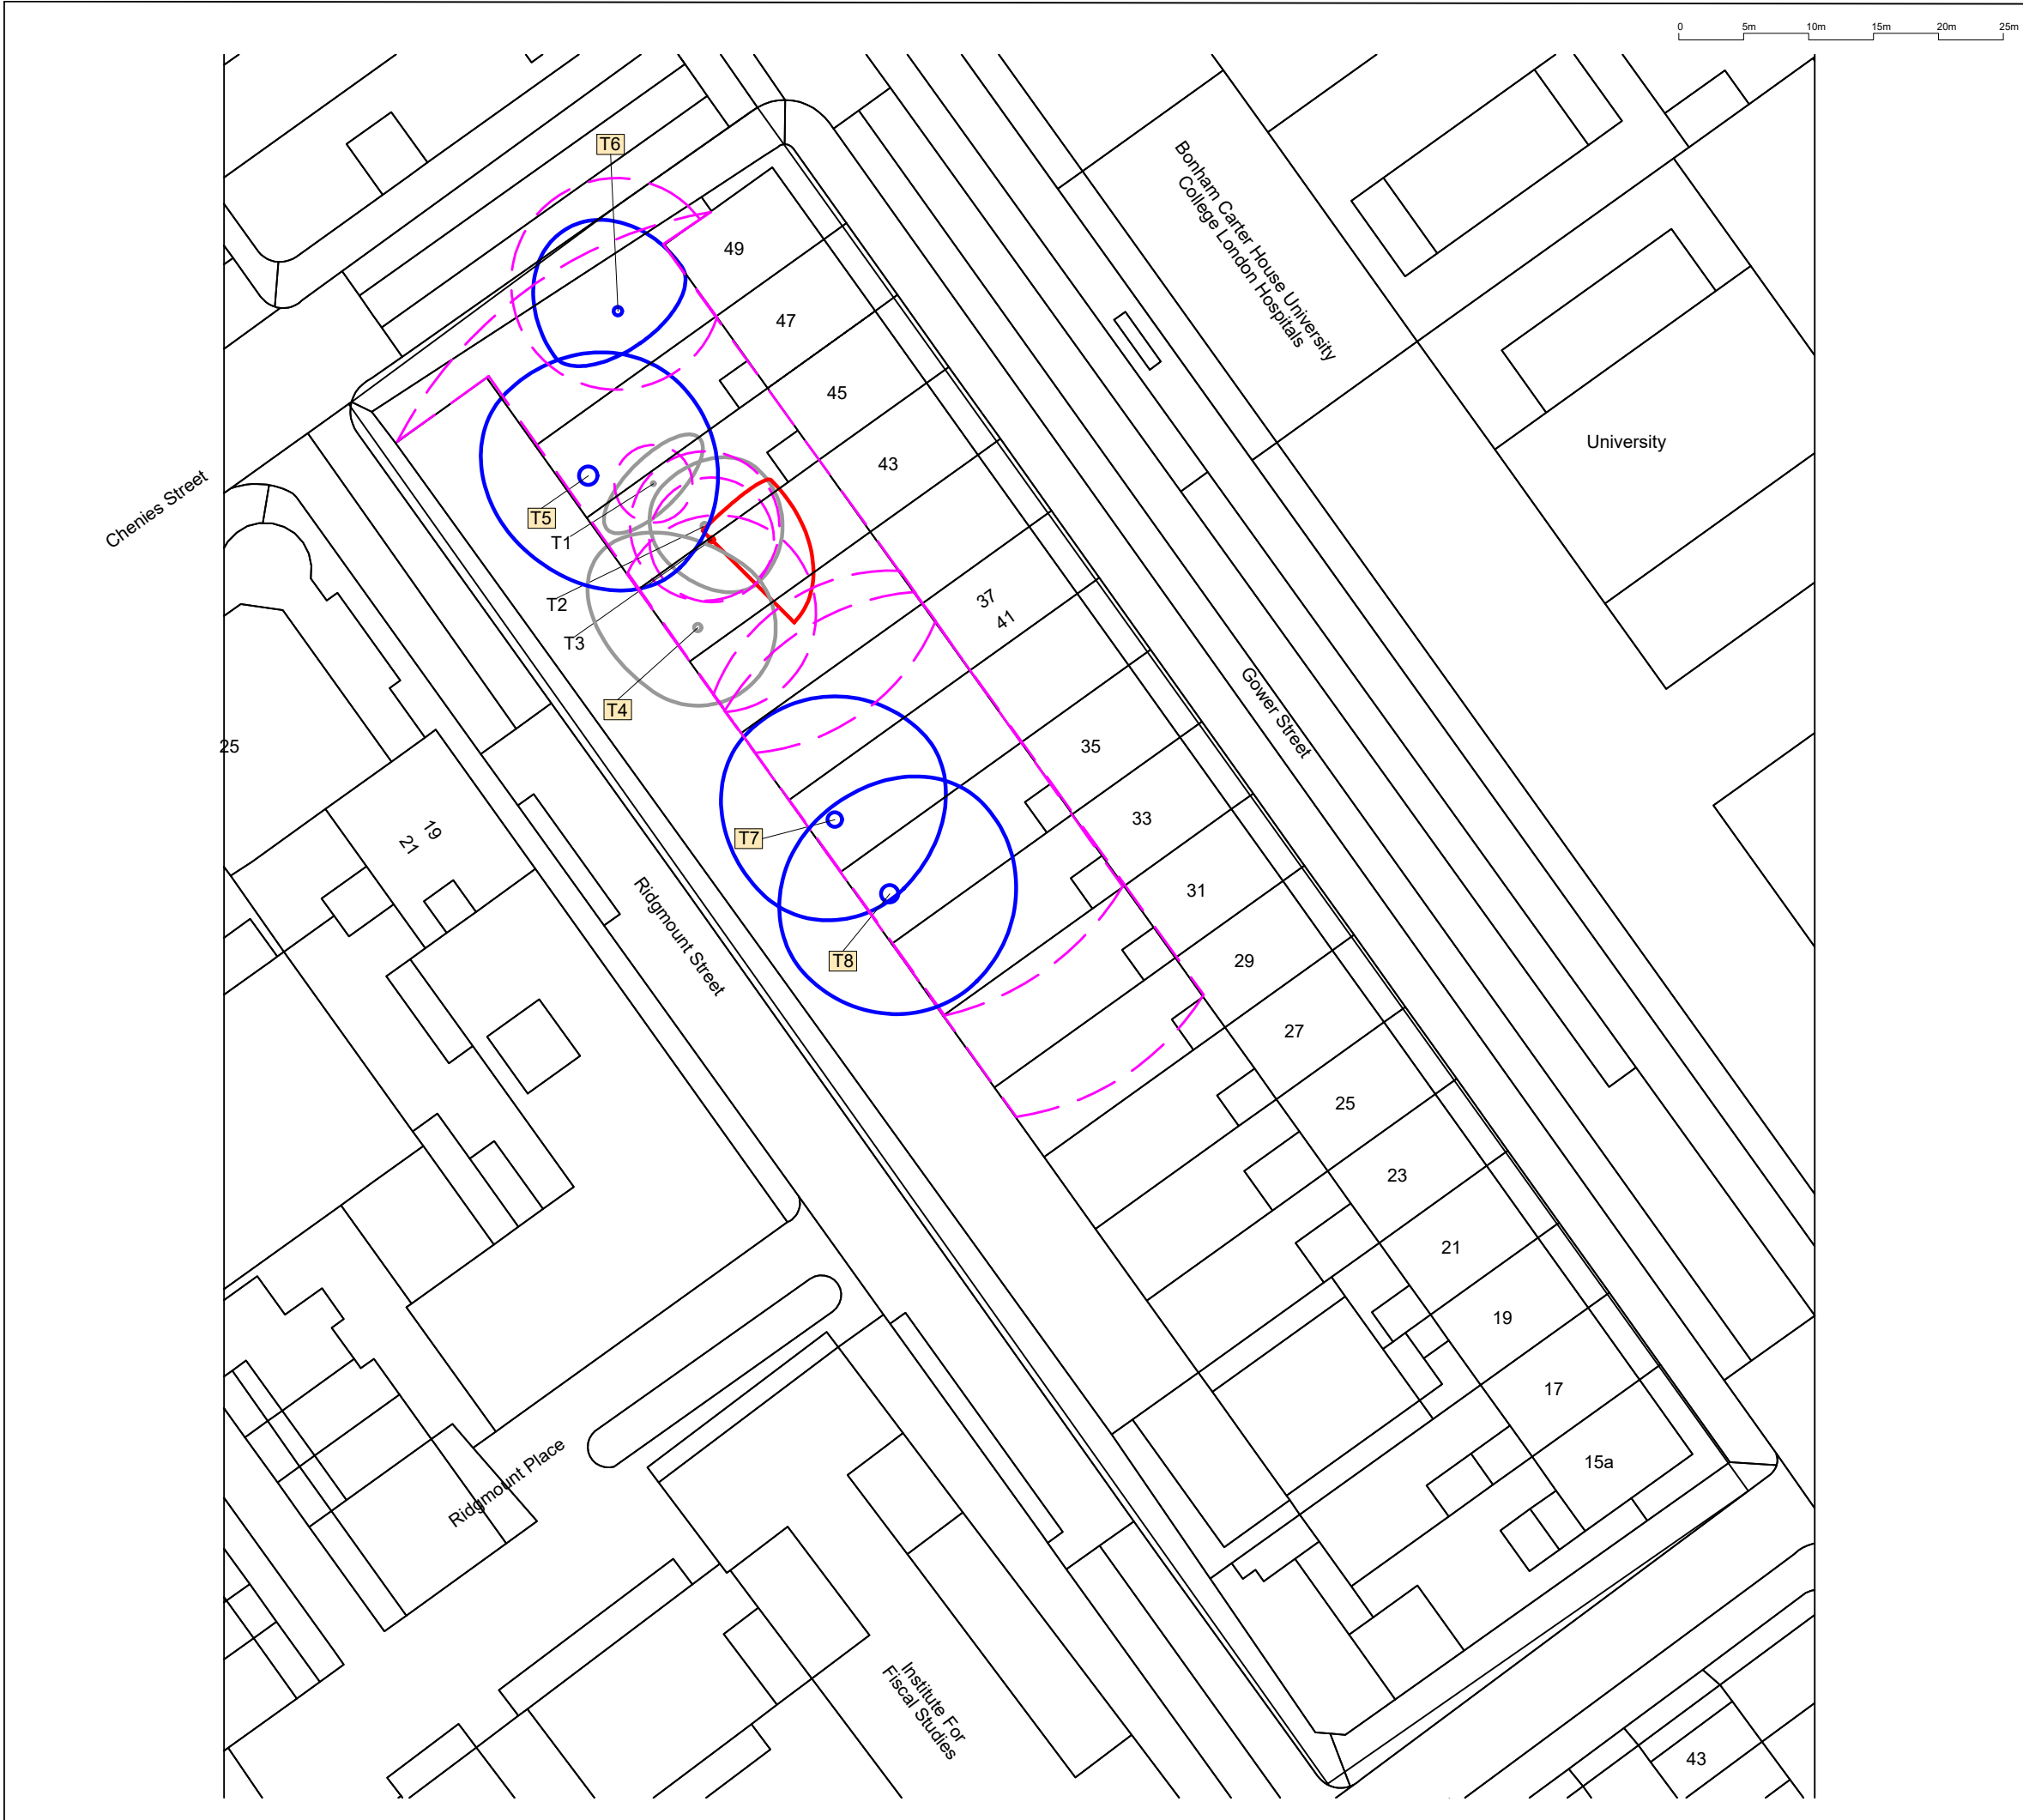 0 5m 10m 15m 20m 25m
T6
Bonham Carter House University
College London Hospitals
49
47
45
43
University
Chenies Street
T5
T1
T2
T3
T4
37
41
Gower Street
25
35
19
21
T7
33
Ridgmount Street
31
T8
29
27
25
23
21
19
17
15a
Ridgmount Place
Institute For
Fiscal Studies
43